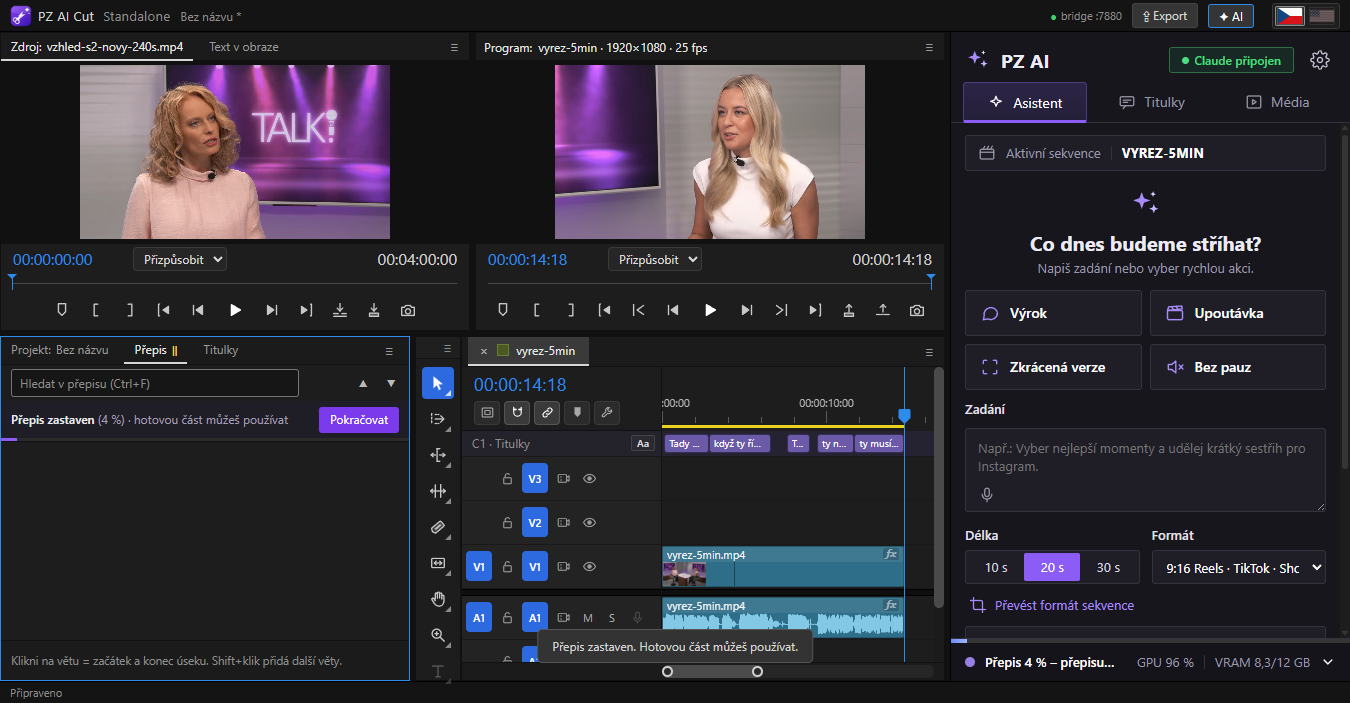 PZ AI Cut Standalone Bez názvu *
bridge :7880
Export
AI
Zdroj: vzhled-s2-novy-240s.mp4
Text v obraze
TALK!
00:00:00:00
Přizpůsobit
00:04:00:00
Program: vyrez-5min · 1920×1080 · 25 fps
00:00:14:18
Přizpůsobit
00:00:14:18
Projekt: Bez názvu
Přepis
Titulky
Hledat v přepisu (Ctrl+F)
Přepis zastaven (4 %) · hotovou část můžeš používat
Pokračovat
Klikni na větu = začátek a konec úseku. Shift+klik přidá další věty.
× vyrez-5min
00:00:14:18
:00:00
00:00:10:00
C1 · Titulky
Aa
Tady ...
když ty ří...
T...
ty n...
ty musí...
V3
V2
V1
V1
vyrez-5min.mp4
fx
A1
A1
M
S
vyrez-5min.mp4
fx
Přepis zastaven. Hotovou část můžeš používat.
PZ AI
Claude připojen
Asistent
Titulky
Média
Aktivní sekvence
VYREZ-5MIN
Co dnes budeme stříhat?
Napiš zadání nebo vyber rychlou akci.
Výrok
Upoutávka
Zkrácená verze
Bez pauz
Zadání
Např.: Vyber nejlepší momenty a udělej krátký sestřih pro
Instagram.
Délka
Formát
10 s
20 s
30 s
9:16 Reels · TikTok · Shc
Převést formát sekvence
Přepis 4 % – přepisu...
GPU 96 %
VRAM 8,3/12 GB
Připraveno